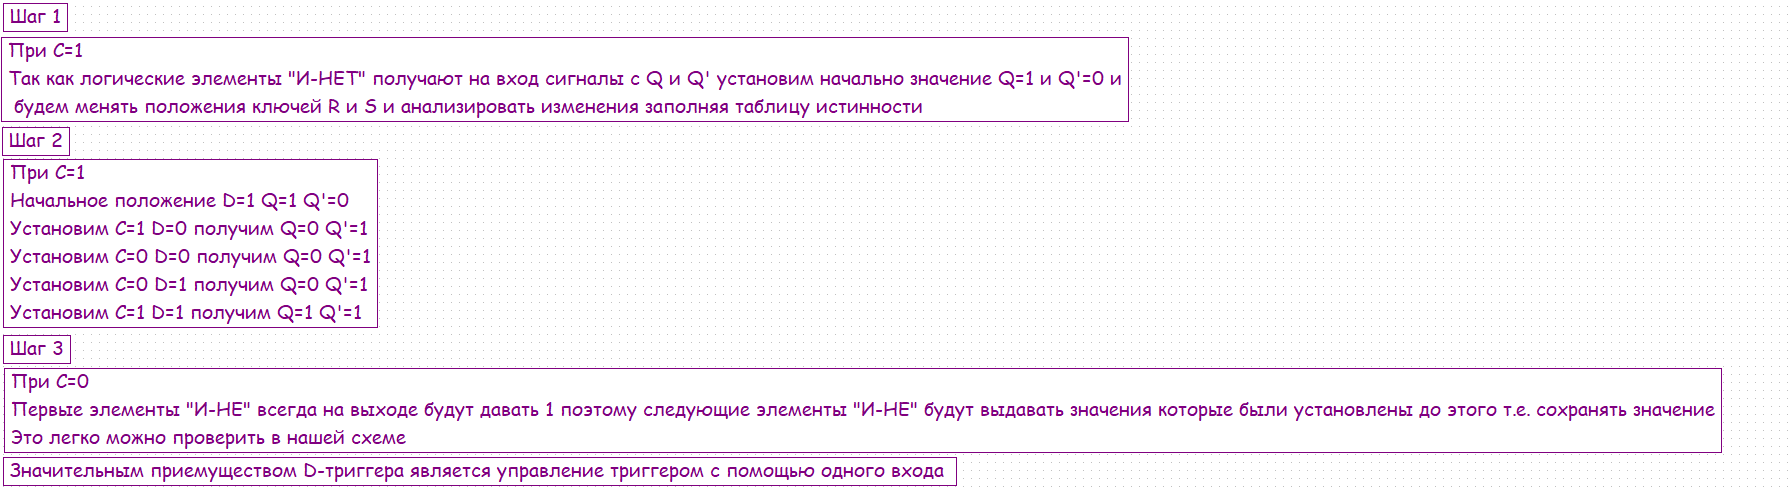 Шаг 1
При C=1
Так как логические элементы "И-НЕТ" получают на вход сигналы с Q и Q' установим начально значение Q=1 и Q'=0 и
будем менять положения ключей R и S и анализировать изменения заполняя таблицу истинности
Шаг 2
При C=1
Начальное положение D=1 Q=1 Q'=0
Установим C=1 D=0 получим Q=0 Q'=1
Установим C=0 D=0 получим Q=0 Q'=1
Установим C=0 D=1 получим Q=0 Q'=1
Установим C=1 D=1 получим Q=1 Q'=1
Шаг 3
При C=0
Первые элементы "И-НЕ" всегда на выходе будут давать 1 поэтому следующие элементы "И-НЕ" будут выдавать значения которые были установлены до этого т.е. сохранять значение
Это легко можно проверить в нашей схеме
Значительным приемуществом D-триггера является управление триггером с помощью одного входа